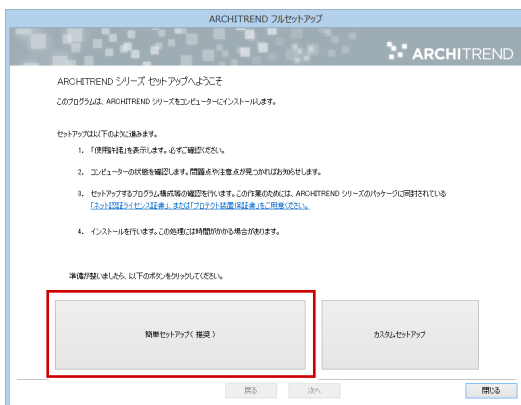 ARCHITREND フルセットアップ
ARCHITREND
ARCHITREND シリーズ セットアップへようこそ
このプログラムは、ARCHITREND シリーズをコンピューターにインストールします。
セットアップは以下のように進みます。
1. 「使用許諾」を表示します。必ずご確認ください。
2. コンピューターの状態を確認します。問題点や注意点が見つかればお知らせします。
3. セットアップするプログラム構成等の確認を行います。この作業のためには、ARCHITREND シリーズのパッケージに同封されている
「ネット認証ライセンス証書」、または「プロテクト装置保証書」をご用意ください。
4. インストールを行います。この処理には時間がかかる場合があります。
準備が整いましたら、以下のボタンをクリックしてください。
簡単セットアップ( 推奨 )
カスタムセットアップ
戻る
次へ
閉じる